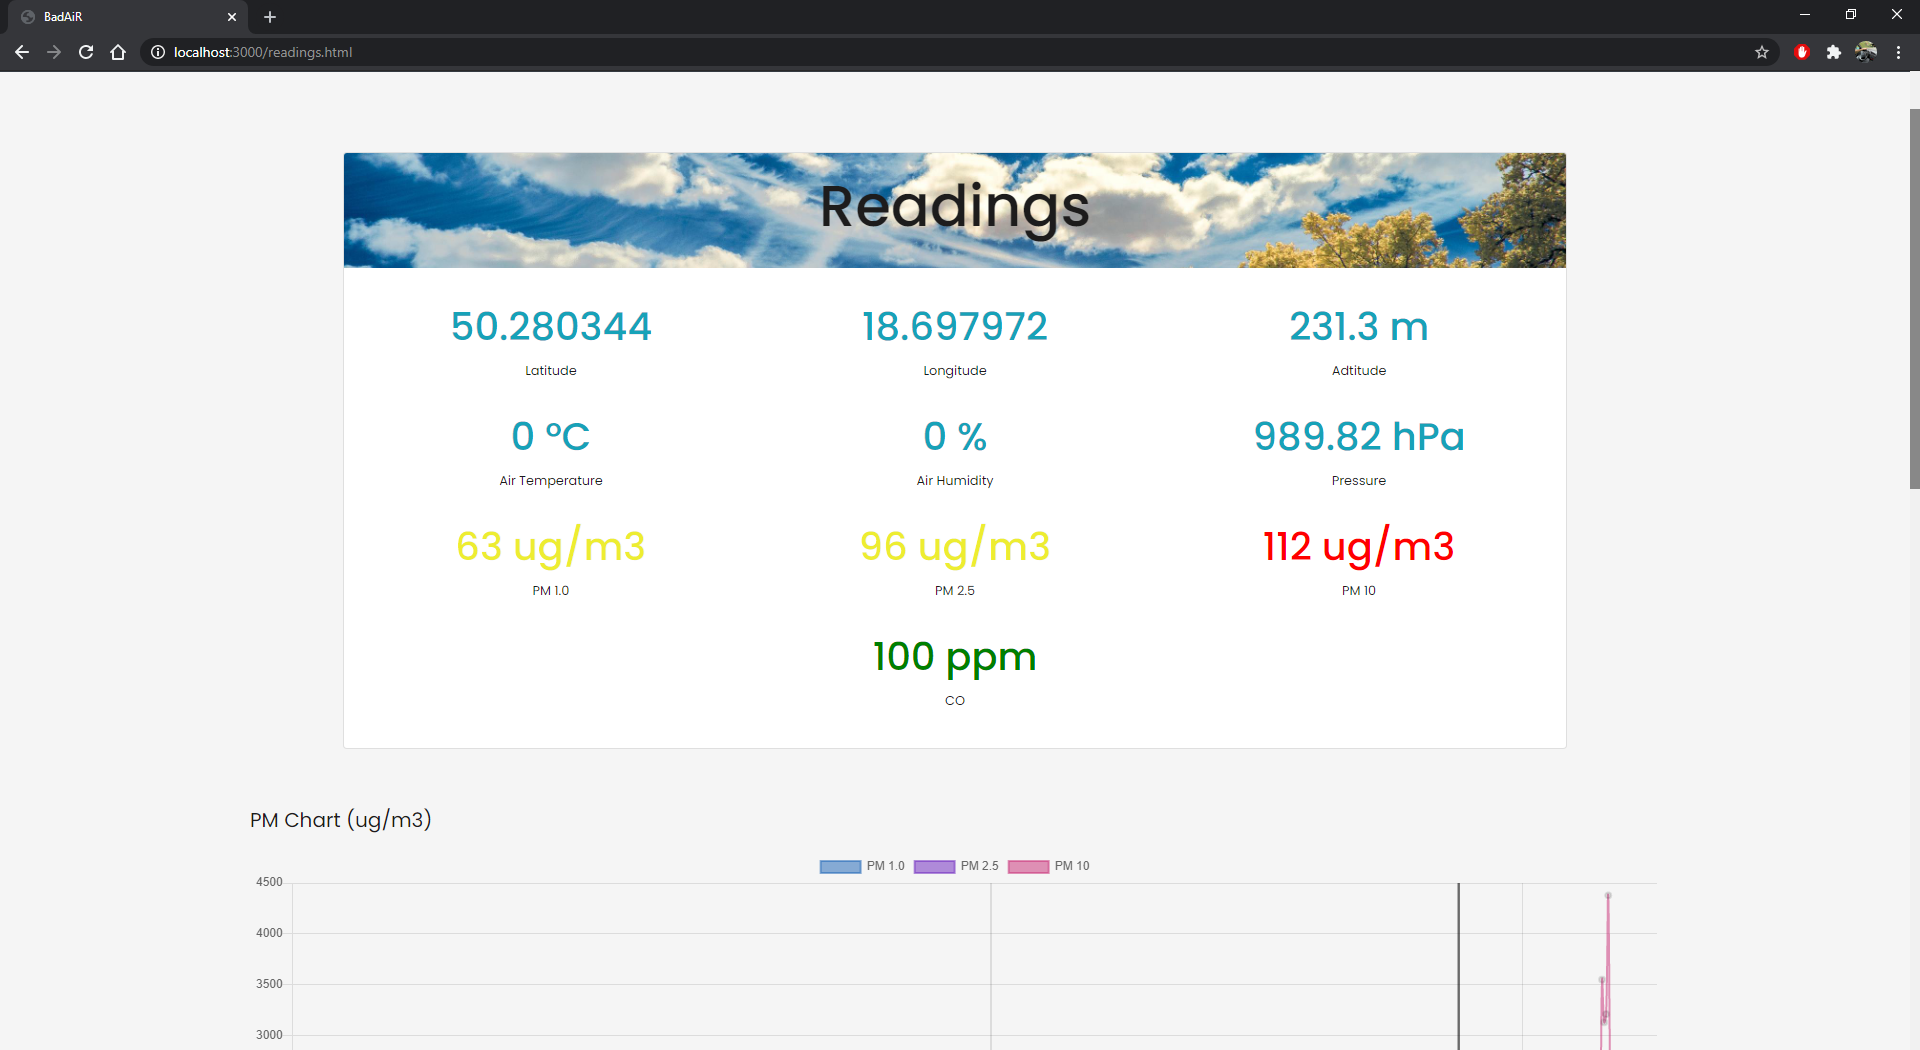 BadAiR
localhost:3000/readings.html
Readings
50.280344
Latitude
18.697972
Longitude
231.3 m
Adtitude
0 °C
Air Temperature
0 %
Air Humidity
989.82 hPa
Pressure
63 ug/m3
PM 1.0
96 ug/m3
PM 2.5
112 ug/m3
PM 10
100 ppm
CO
PM Chart (ug/m3)
PM 1.0 PM 2.5 PM 10
4500
4000
3500
3000